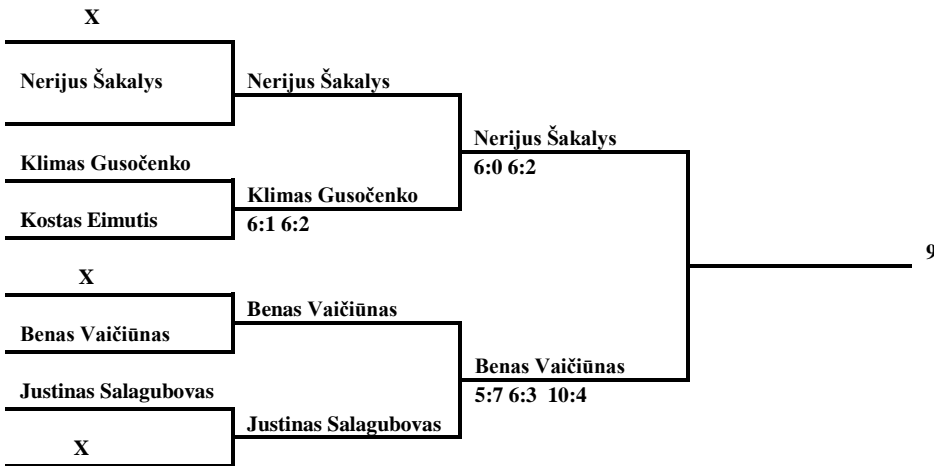 X
Nerijus Šakalys
Nerijus Šakalys
Nerijus Šakalys
6:0 6:2
Klimas Gusočenko
Klimas Gusočenko
6:1 6:2
Kostas Eimutis
9
X
Benas Vaičiūnas
Benas Vaičiūnas
Benas Vaičiūnas
5:7 6:3 10:4
Justinas Salagubovas
Justinas Salagubovas
X